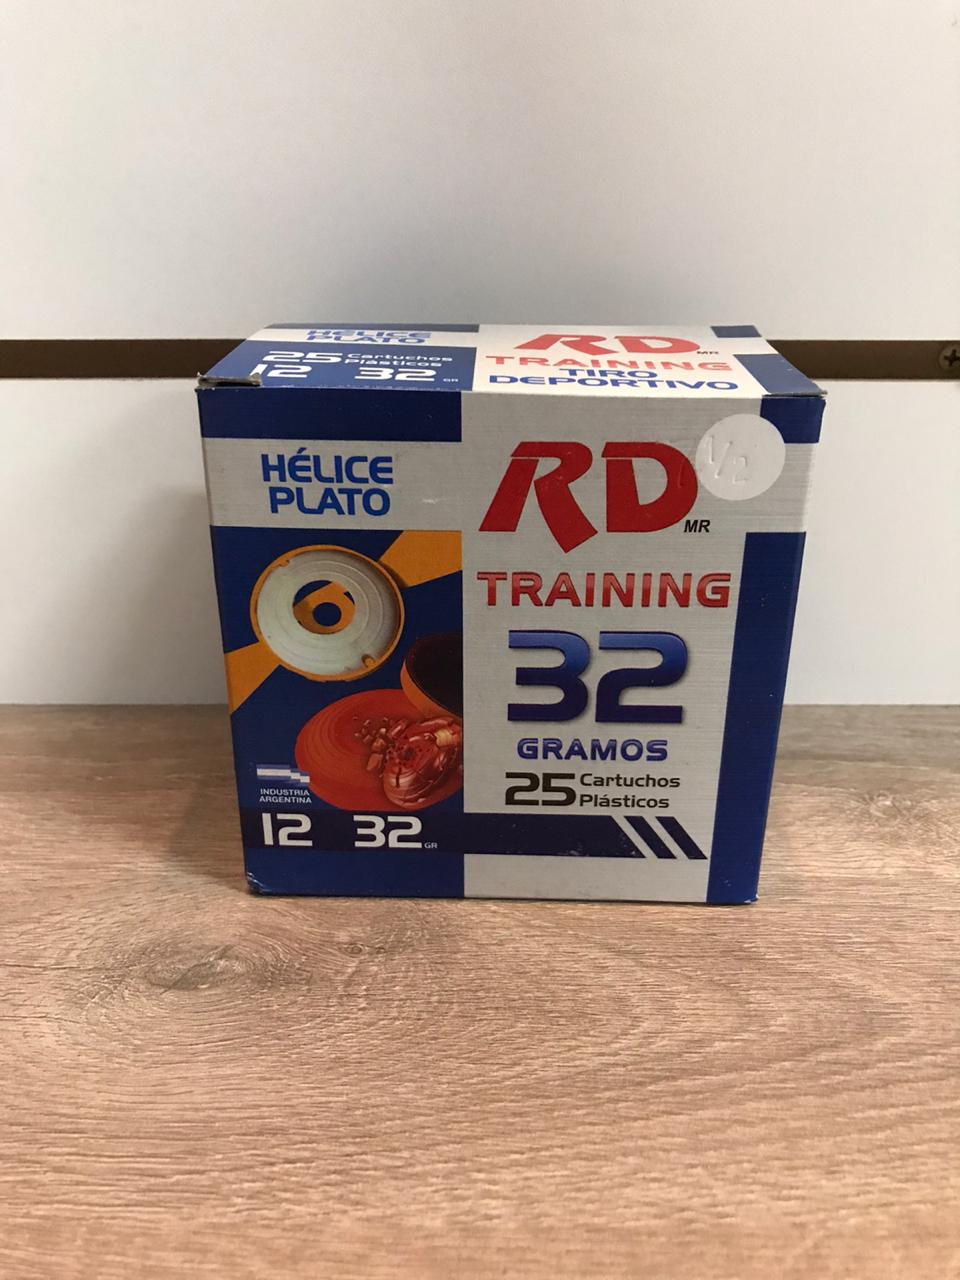 HÉLICE
PLATO
25 Cartuchos
Plásticos
12 32 GR
RD MR
TRAINING
TIRO
DEPORTIVO
HÉLICE
PLATO
INDUSTRIA
ARGENTINA
12 32 GR
RD MR
1/2
TRAINING
32
GRAMOS
25 Cartuchos
Plásticos